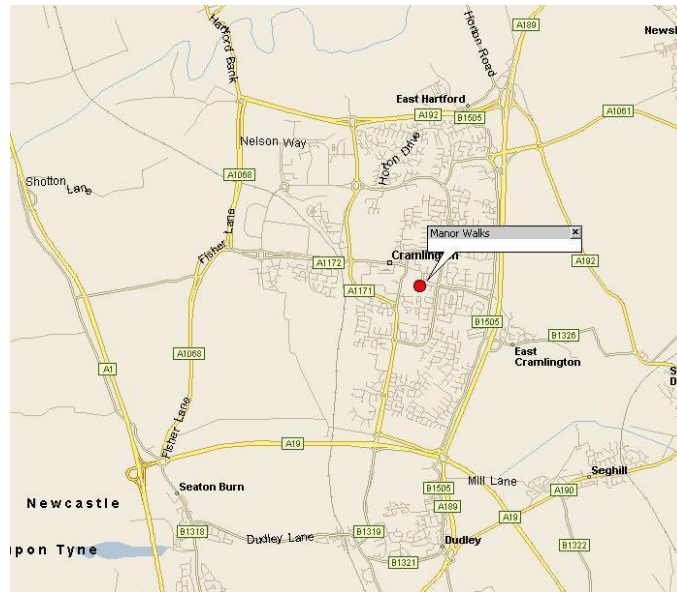 Hartford Bank
Horton Road
A189
Newsh
East Hartford
A192
B1505
A1061
Nelson Way
Horton Drive
Shotton Lane
A1068
Fisher Lane
Manor Walks
Cramlington
A1172
A192
A1171
B1505
B1326
East
Cramlington
A1068
A1
S
D
Fisher Lane
A19
Seghill
Mill Lane
Seaton Burn
B1505
A190
A189
Newcastle
A19
B1318
Dudley Lane
B1319
upon Tyne
Dudley
B1322
B1321